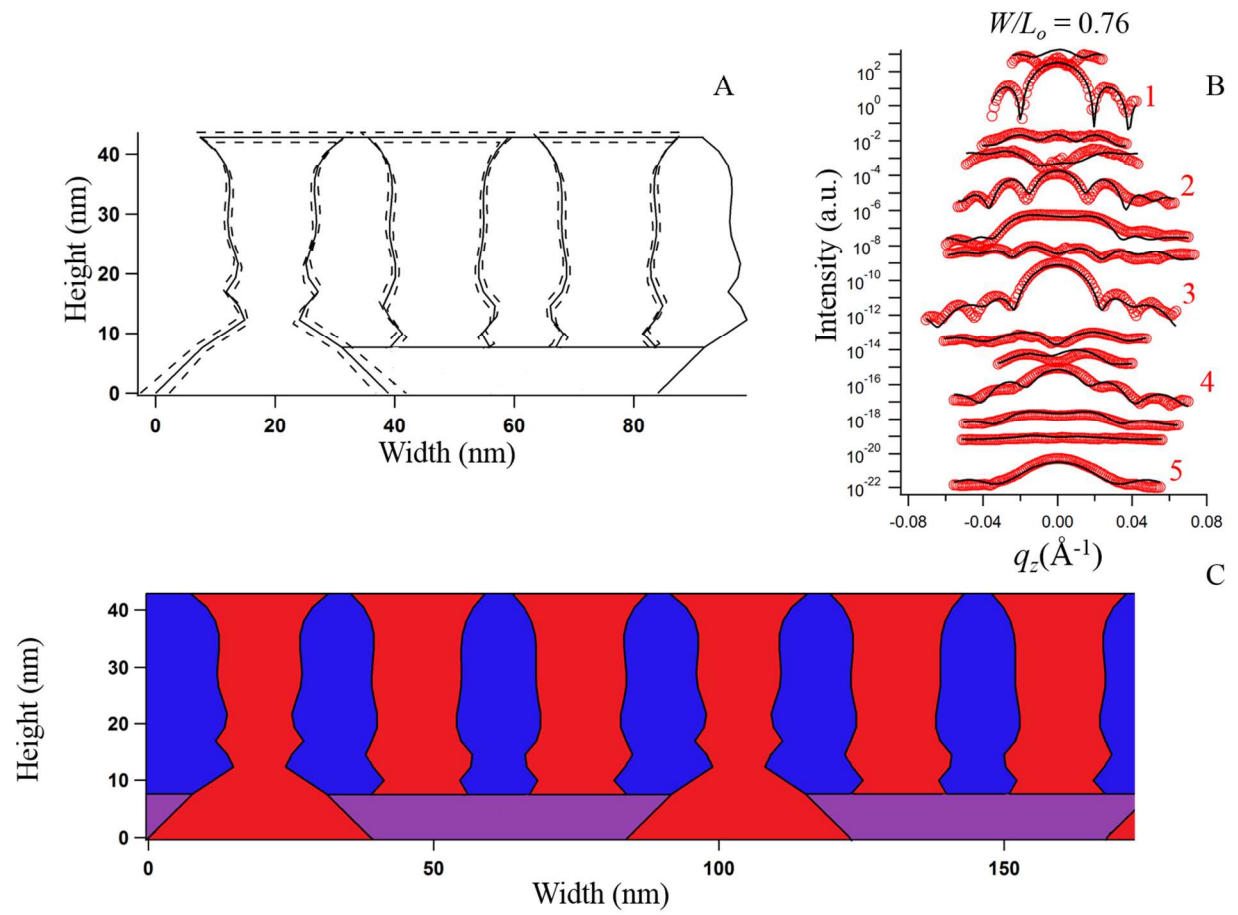 W/Lo = 0.76
A
B
10^2
10^0
10^-2
10^-4
10^-6
10^-8
10^-10
10^-12
10^-14
10^-16
10^-18
10^-20
10^-22
Intensity (a.u.)
1
2
3
4
5
-0.08 -0.04 0.00 0.04 0.08
qz(Å-1)
40
30
20
10
0
Height (nm)
0 20 40 60 80
Width (nm)
C
40
30
20
10
0
Height (nm)
0 50 100 150
Width (nm)